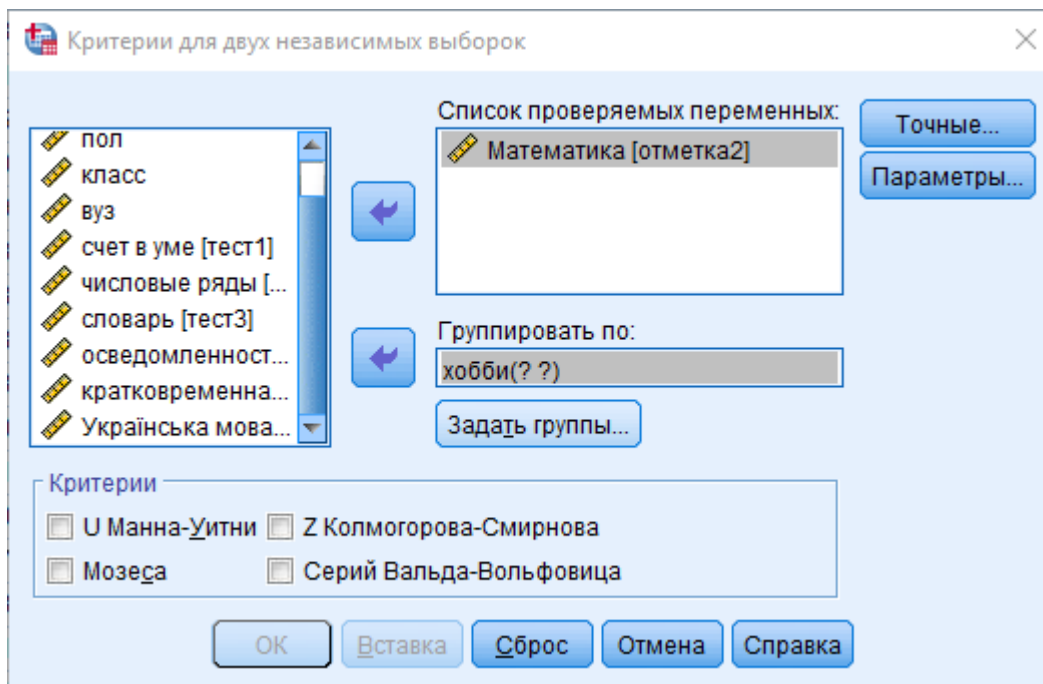 Критерии для двух независимых выборок
пол
класс
вуз
счет в уме [тест1]
числовые ряды [...
словарь [тест3]
осведомленност...
кратковременна...
Українська мова...
Список проверяемых переменных:
Математика [отметка2]
Группировать по:
хобби(? ?)
Задать группы...
Точные...
Параметры...
Критерии
U Манна-Уитни
Z Колмогорова-Смирнова
Мозеса
Серий Вальда-Вольфовица
ОК
Вставка
Сброс
Отмена
Справка